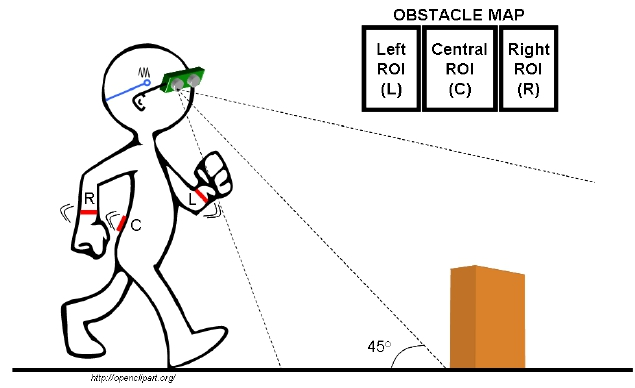 OBSTACLE MAP
Left
ROI
(L)
Central
ROI
(C)
Right
ROI
(R)
R
C
L
45°
http://openclipart.org/